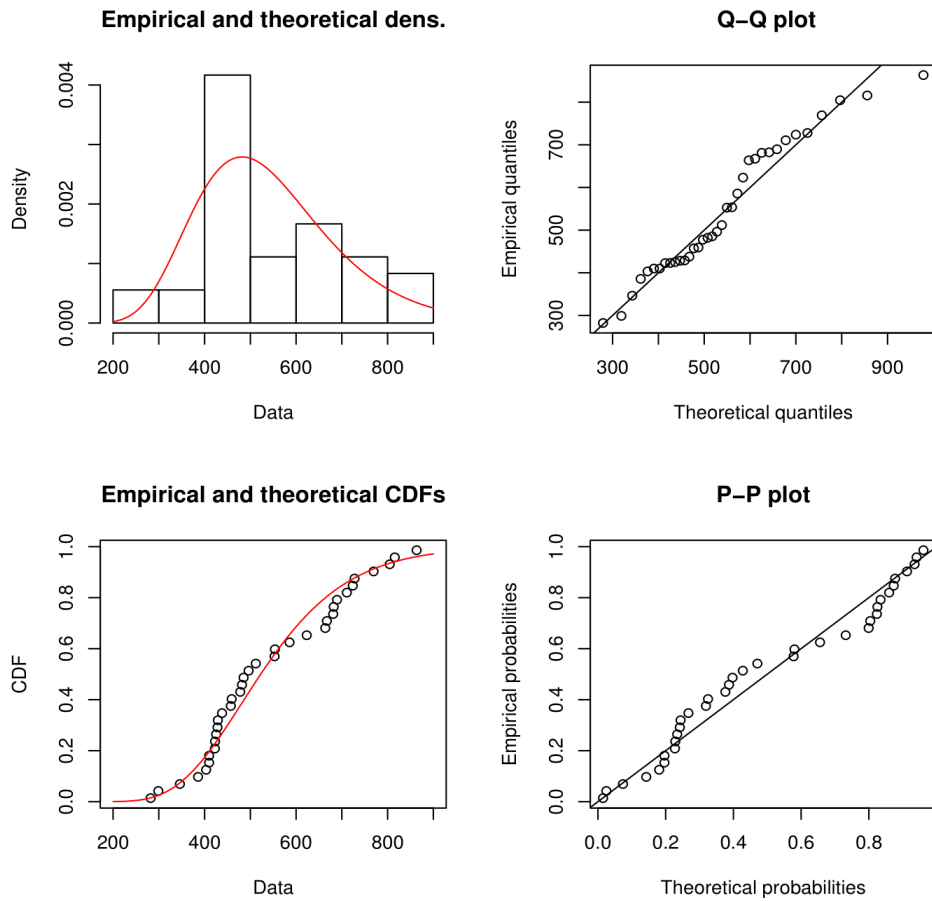 Empirical and theoretical dens.
Density
0.000 0.002 0.004
200 400 600 800
Data
Q−Q plot
Empirical quantiles
300 500 700
300 500 700 900
Theoretical quantiles
Empirical and theoretical CDFs
CDF
0.0 0.2 0.4 0.6 0.8 1.0
200 400 600 800
Data
P−P plot
Empirical probabilities
0.0 0.2 0.4 0.6 0.8 1.0
0.0 0.2 0.4 0.6 0.8
Theoretical probabilities